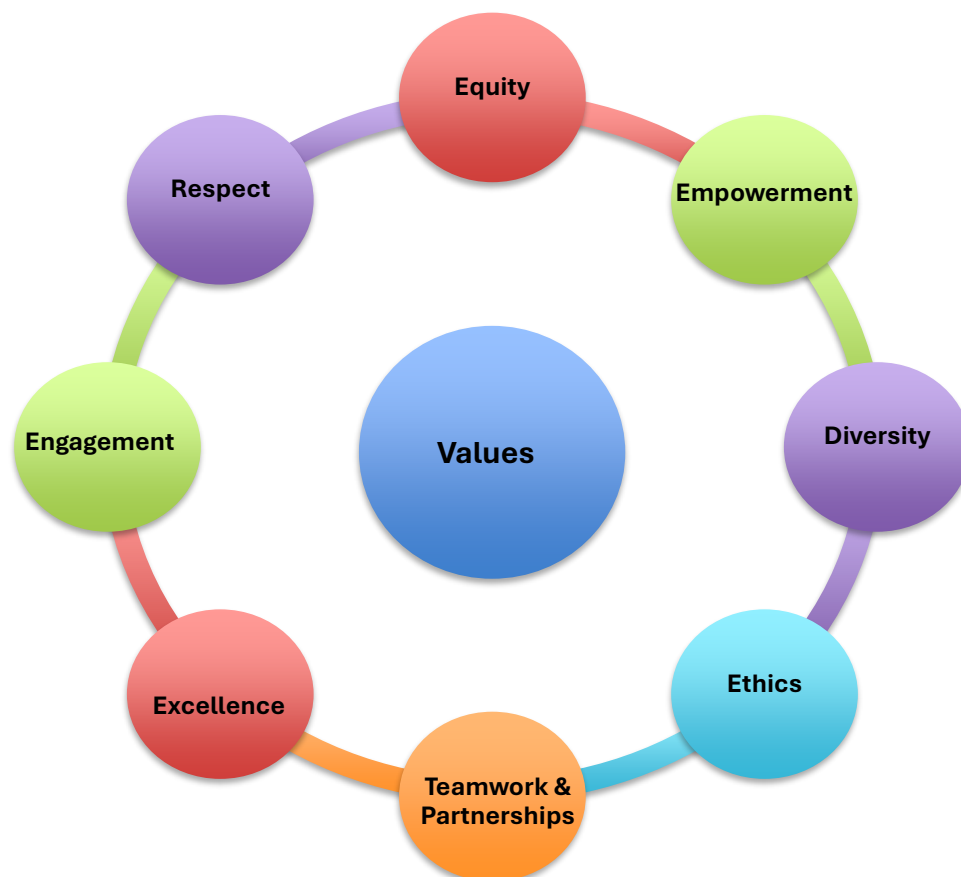 Equity
Empowerment
Diversity
Ethics
Teamwork &
Partnerships
Excellence
Engagement
Respect
Values